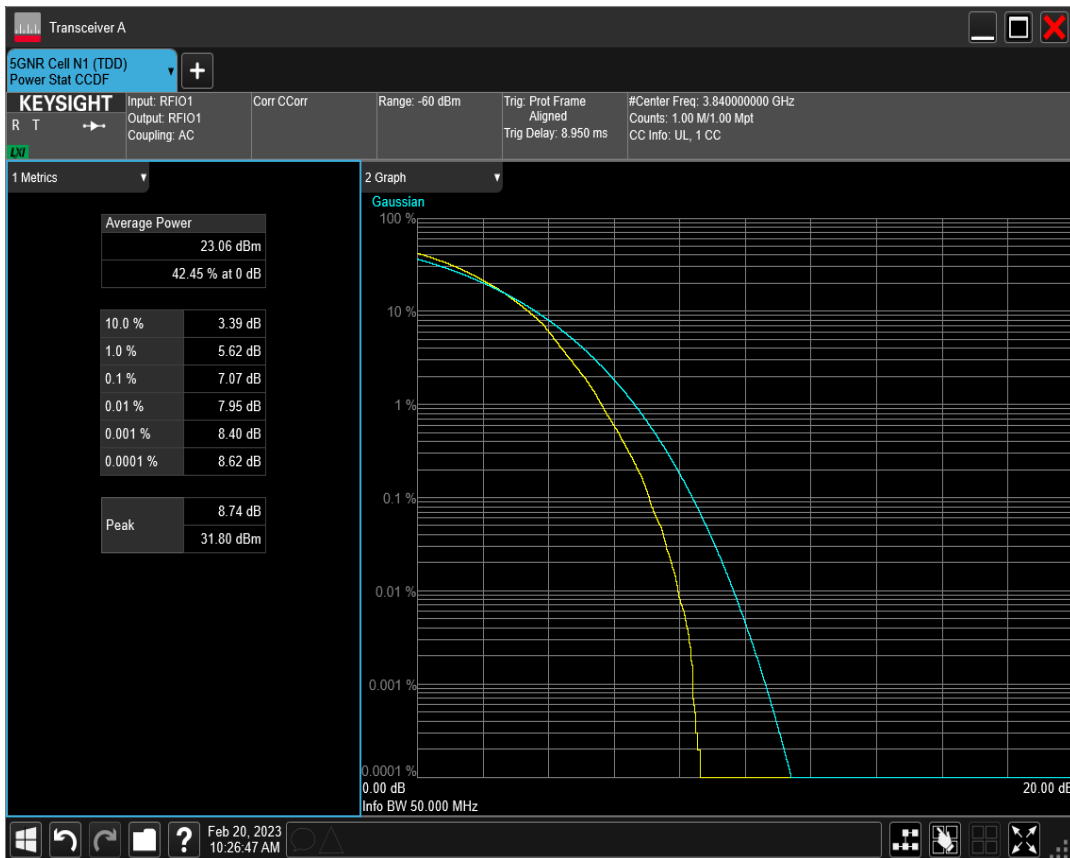 Transceiver A
5GNR Cell N1 (TDD)
Power Stat CCDF
KEYSIGHT
R T
LXI
Input: RFIO1
Output: RFIO1
Coupling: AC
Corr CCorr
Range: -60 dBm
Trig: Prot Frame
Aligned
Trig Delay: 8.950 ms
#Center Freq: 3.840000000 GHz
Counts: 1.00 M/1.00 Mpt
CC Info: UL, 1 CC
1 Metrics
Average Power
23.06 dBm
42.45 % at 0 dB
10.0 % 3.39 dB
1.0 % 5.62 dB
0.1 % 7.07 dB
0.01 % 7.95 dB
0.001 % 8.40 dB
0.0001 % 8.62 dB
Peak
8.74 dB
31.80 dBm
2 Graph
Gaussian
100 %
10 %
1 %
0.1 %
0.01 %
0.001 %
0.0001 %
0.00 dB 20.00 dB
Info BW 50.000 MHz
Feb 20, 2023
10:26:47 AM